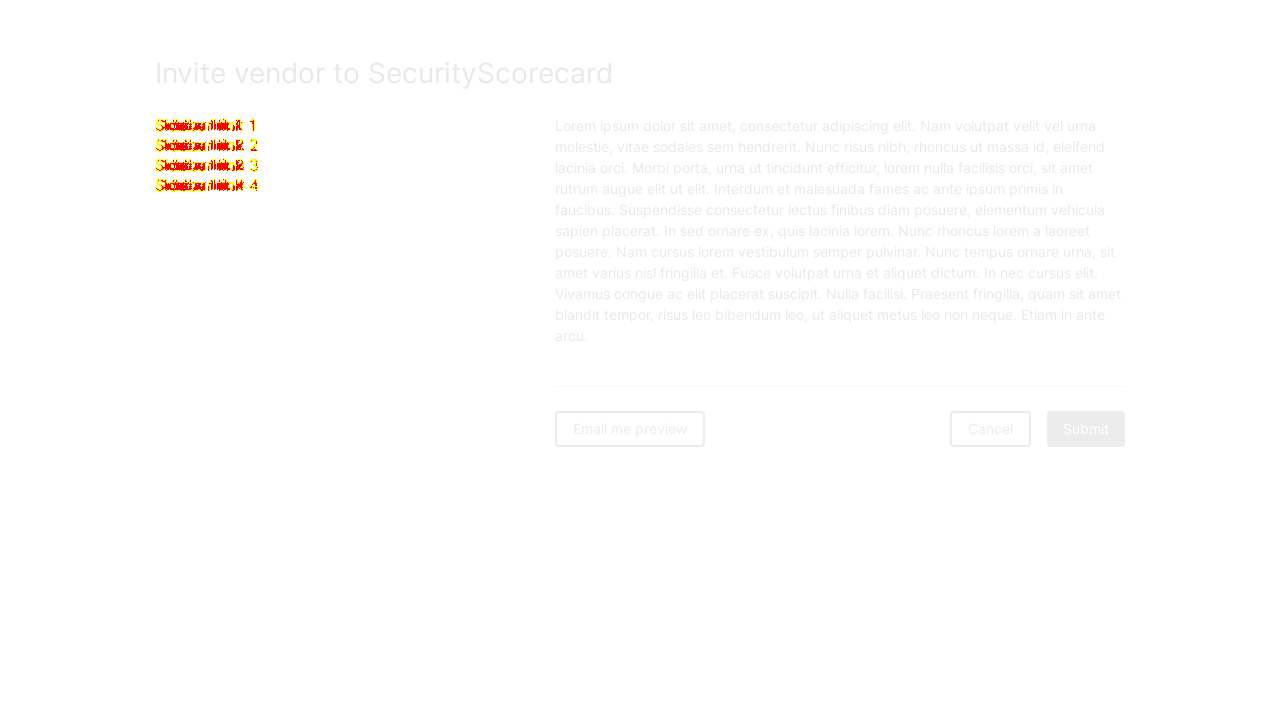 Invite vendor to SecurityScorecard
Sidebar link 1
Sidebar link 2
Sidebar link 3
Sidebar link 4
Lorem ipsum dolor sit amet, consectetur adipiscing elit. Nam volutpat velit vel urna
molestie, vitae sodales sem hendrerit. Nunc risus nibh, rhoncus ut massa id, eleifend
lacinia orci. Morbi porta, urna ut tincidunt efficitur, lorem nulla facilisis orci, sit amet
rutrum augue elit ut elit. Interdum et malesuada fames ac ante ipsum primis in
faucibus. Suspendisse consectetur lectus finibus diam posuere, elementum vehicula
sapien placerat. In sed ornare ex, quis lacinia lorem. Nunc rhoncus lorem a laoreet
posuere. Nam cursus lorem vestibulum semper pulvinar. Nunc tempus ornare urna, sit
amet varius nisl fringilla et. Fusce volutpat urna et aliquet dictum. In nec cursus elit.
Vivamus congue ac elit placerat suscipit. Nulla facilisi. Praesent fringilla, quam sit amet
blandit tempor, risus leo bibendum leo, ut aliquet metus leo non neque. Etiam in ante
arcu.
Email me preview
Cancel
Submit